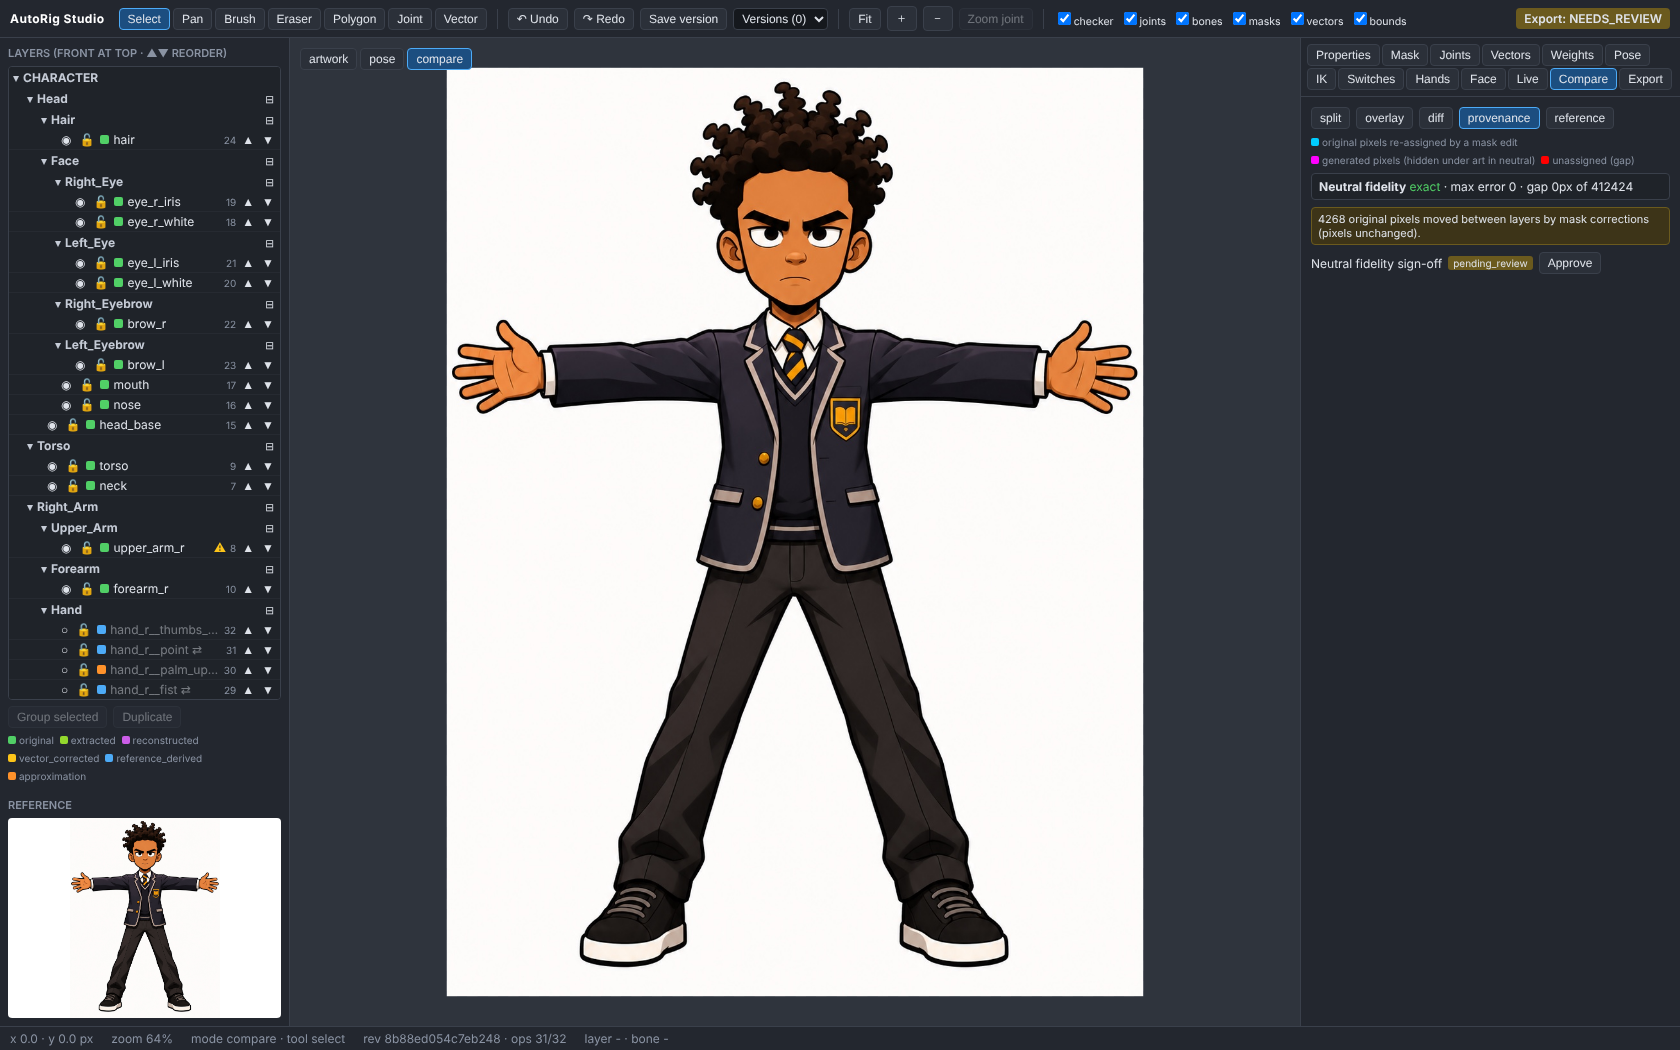 AutoRig Studio Select Pan Brush Eraser Polygon Joint Vector ↶ Undo ↷ Redo Save version Versions (0) Fit + − Zoom joint checker joints bones masks vectors bounds Export: NEEDS_REVIEW
LAYERS (FRONT AT TOP · ▲▼ REORDER)
▾ CHARACTER
▾ Head
▾ Hair
hair 24 ▲ ▼
▾ Face
▾ Right_Eye
eye_r_iris 19 ▲ ▼
eye_r_white 18 ▲ ▼
▾ Left_Eye
eye_l_iris 21 ▲ ▼
eye_l_white 20 ▲ ▼
▾ Right_Eyebrow
brow_r 22 ▲ ▼
▾ Left_Eyebrow
brow_l 23 ▲ ▼
mouth 17 ▲ ▼
nose 16 ▲ ▼
head_base 15 ▲ ▼
▾ Torso
torso 9 ▲ ▼
neck 7 ▲ ▼
▾ Right_Arm
▾ Upper_Arm
upper_arm_r 8 ▲ ▼
▾ Forearm
forearm_r 10 ▲ ▼
▾ Hand
hand_r__thumbs_... 32 ▲ ▼
hand_r__point ⇄ 31 ▲ ▼
hand_r__palm_up... 30 ▲ ▼
hand_r__fist ⇄ 29 ▲ ▼
Group selected Duplicate
original extracted reconstructed
vector_corrected reference_derived
approximation
REFERENCE
artwork pose compare
Properties Mask Joints Vectors Weights Pose
IK Switches Hands Face Live Compare Export
split overlay diff provenance reference
original pixels re-assigned by a mask edit
generated pixels (hidden under art in neutral) unassigned (gap)
Neutral fidelity exact · max error 0 · gap 0px of 412424
4268 original pixels moved between layers by mask corrections
(pixels unchanged).
Neutral fidelity sign-off pending_review Approve
x 0.0 · y 0.0 px zoom 64% mode compare · tool select rev 8b88ed054c7eb248 · ops 31/32 layer - · bone -